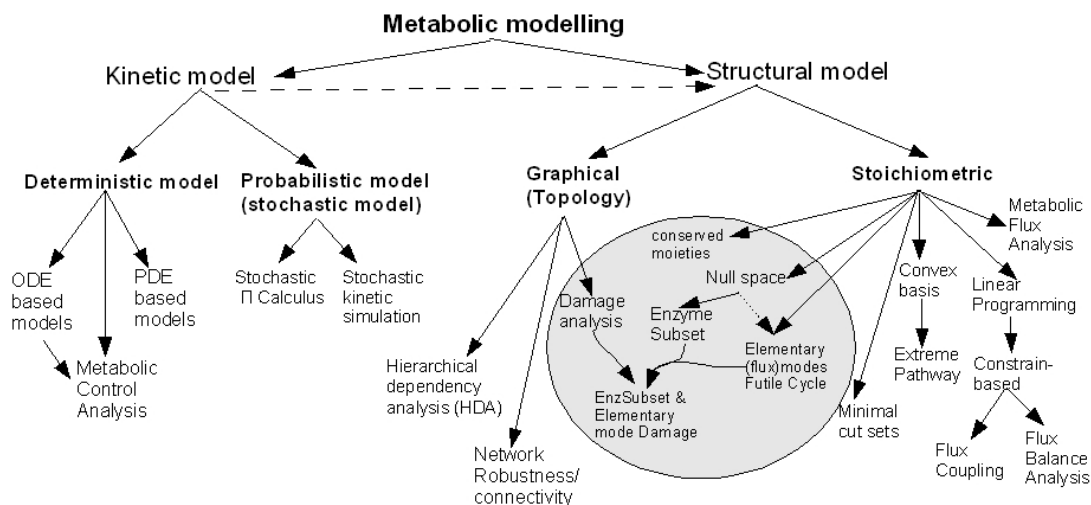 Metabolic modelling
Kinetic model
Structural model
Deterministic model
Probabilistic model
(stochastic model)
Graphical
(Topology)
Stoichiometric
ODE
based
models
PDE
based
models
Metabolic
Control
Analysis
Stochastic
Π Calculus
Stochastic
kinetic
simulation
Hierarchical
dependency
analysis (HDA)
Network
Robustness/
connectivity
Damage
analysis
conserved
moieties
Null space
Enzyme
Subset
Elementary
(flux)modes
Futile Cycle
EnzSubset &
Elementary
mode Damage
Minimal
cut sets
Convex
basis
Extreme
Pathway
Metabolic
Flux
Analysis
Linear
Programming
Constrain-
based
Flux
Coupling
Flux
Balance
Analysis